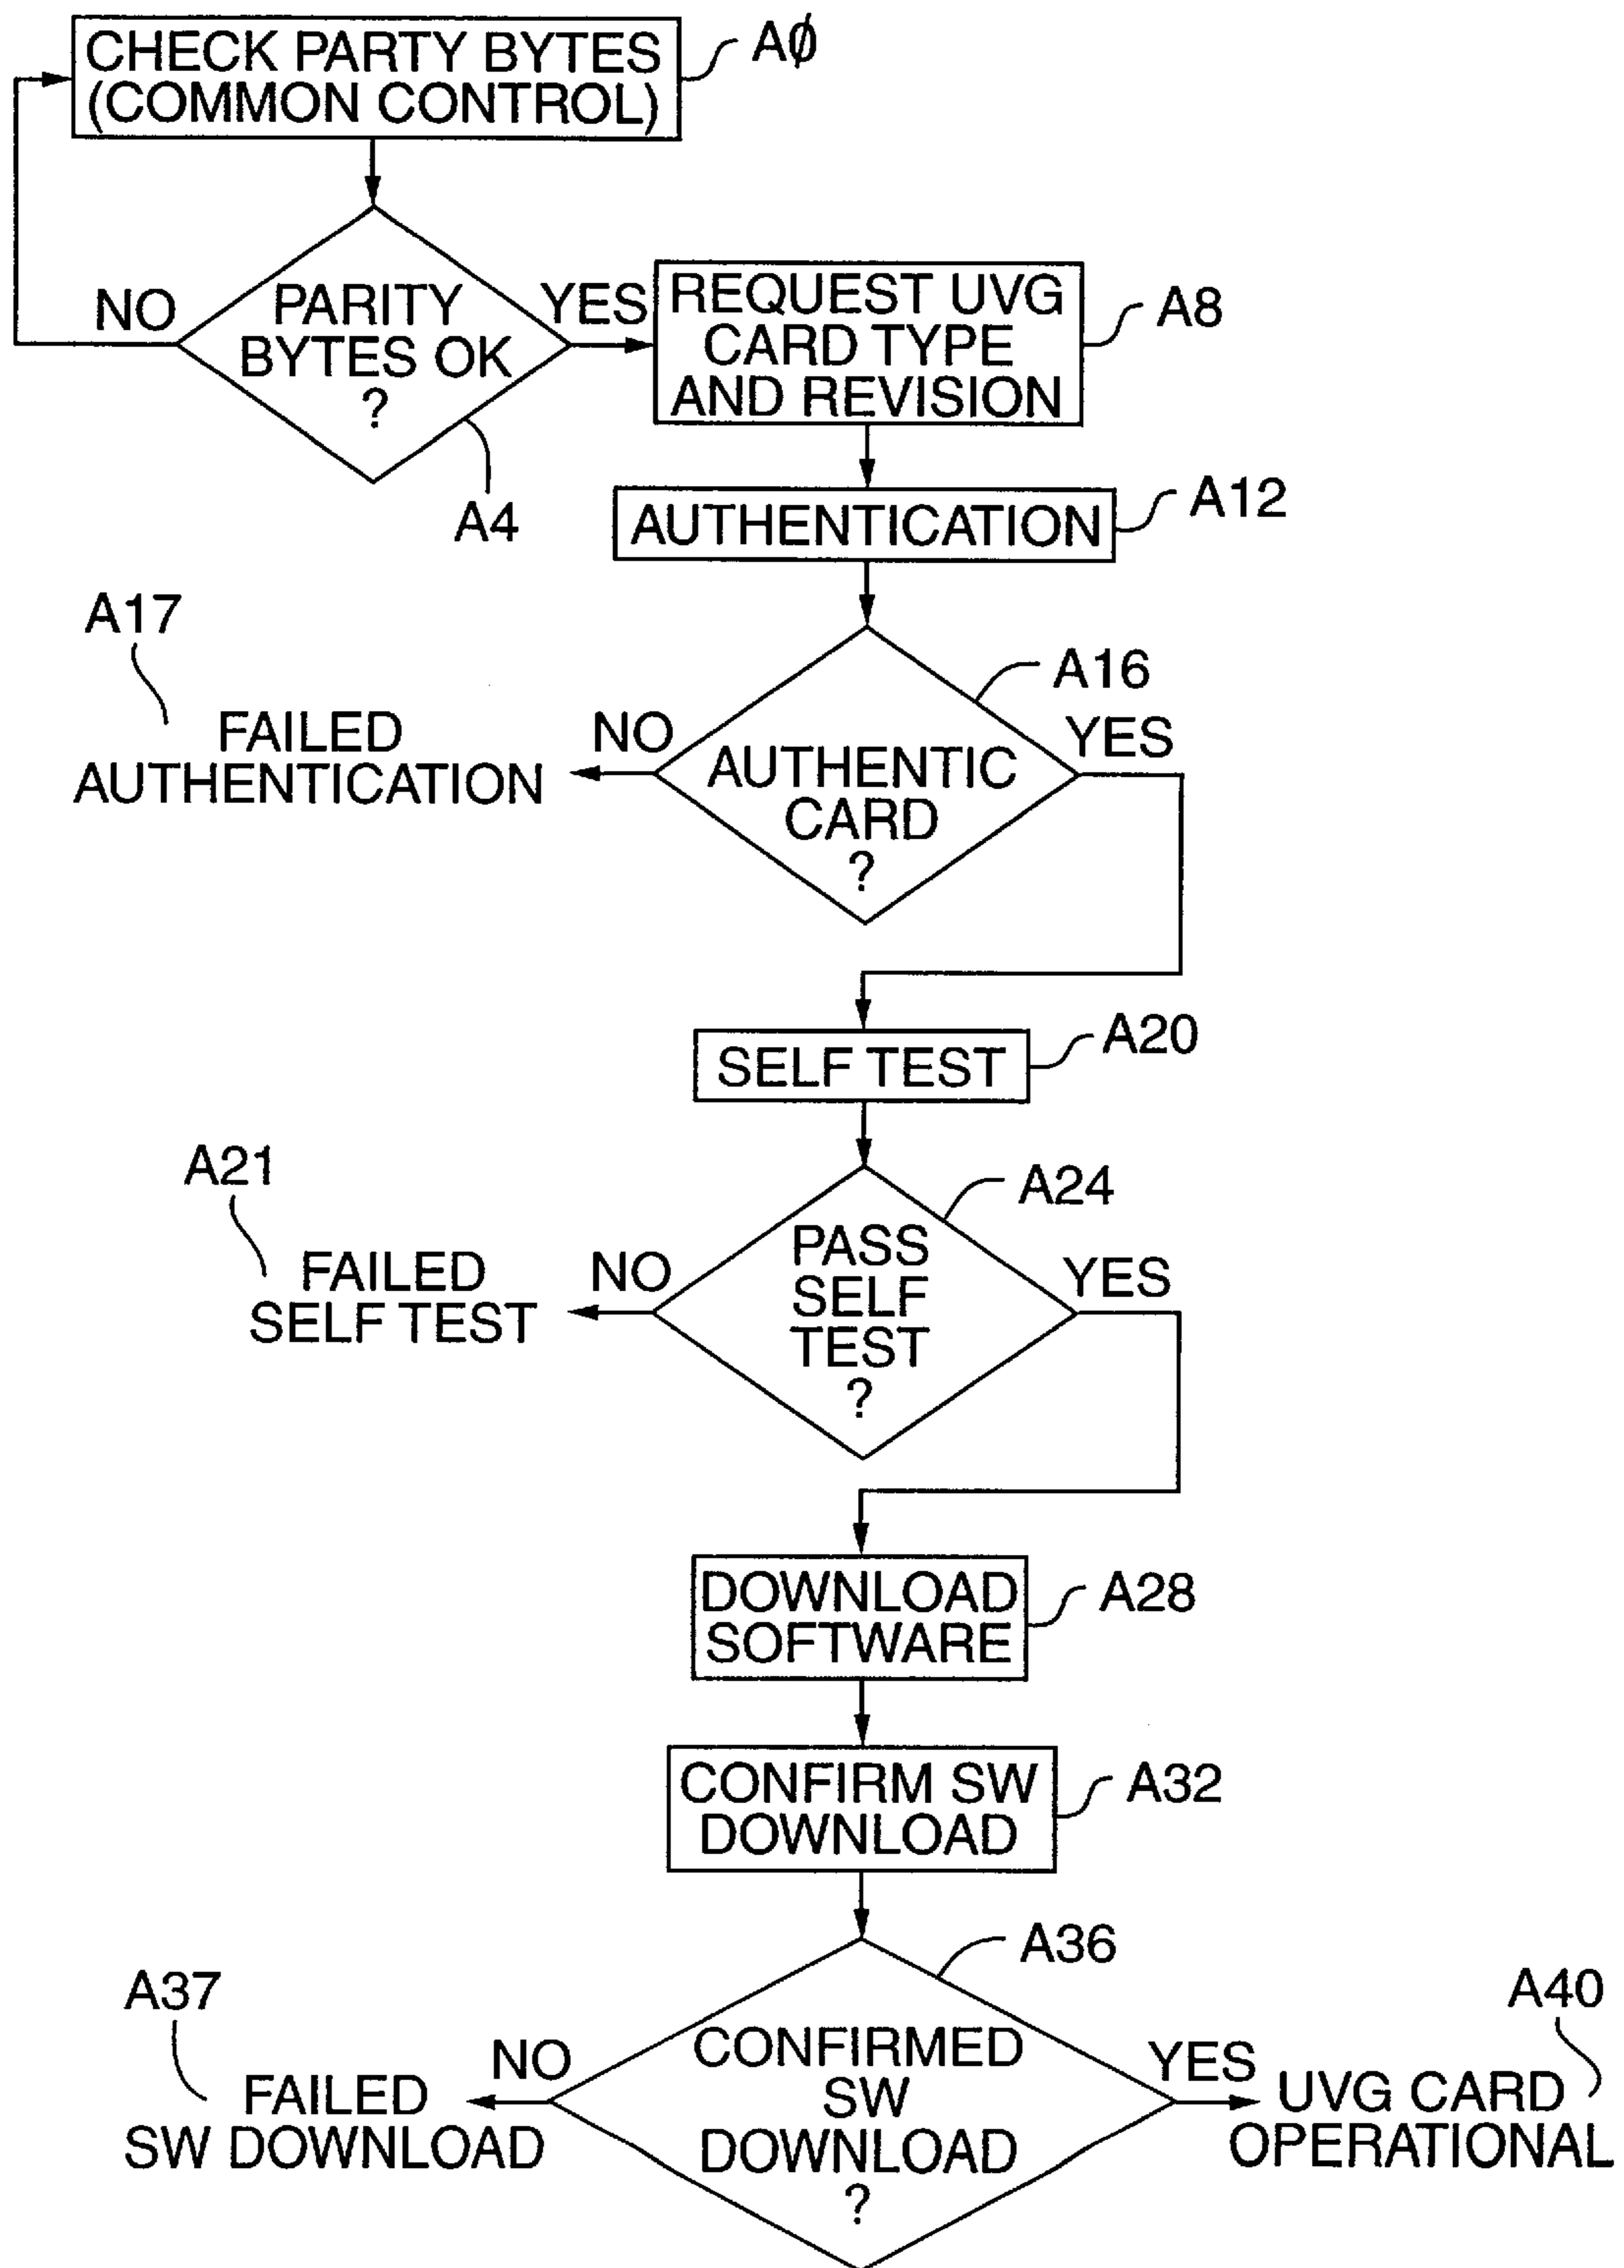 CHECK PARTY BYTES
(COMMON CONTROL)
AØ
NO
PARITY
BYTES OK
?
YES
A4
REQUEST UVG
CARD TYPE
AND REVISION
A8
AUTHENTICATION
A12
A17
FAILED
AUTHENTICATION
NO
AUTHENTIC
CARD
?
A16
YES
SELF TEST
A20
A21
FAILED
SELF TEST
NO
PASS
SELF
TEST
?
A24
YES
DOWNLOAD
SOFTWARE
A28
CONFIRM SW
DOWNLOAD
A32
A37
FAILED
SW DOWNLOAD
NO
CONFIRMED
SW
DOWNLOAD
?
A36
YES
A40
UVG CARD
OPERATIONAL